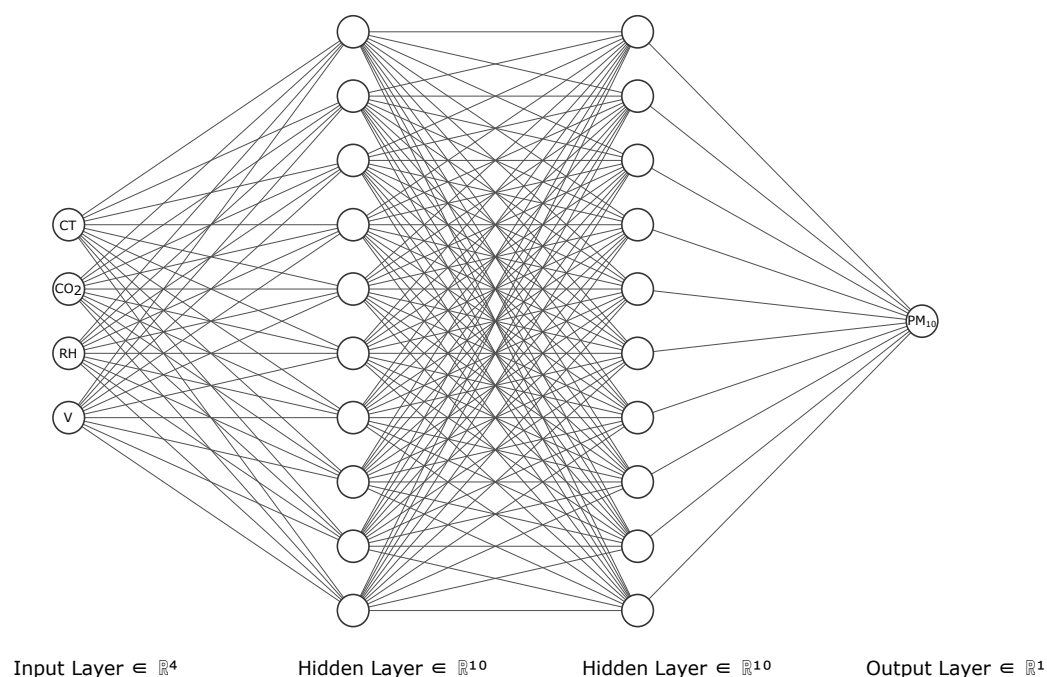 CT
CO2
RH
V
PM₁₀
Input Layer ∈ ℝ⁴
Hidden Layer ∈ ℝ¹⁰
Hidden Layer ∈ ℝ¹⁰
Output Layer ∈ ℝ¹